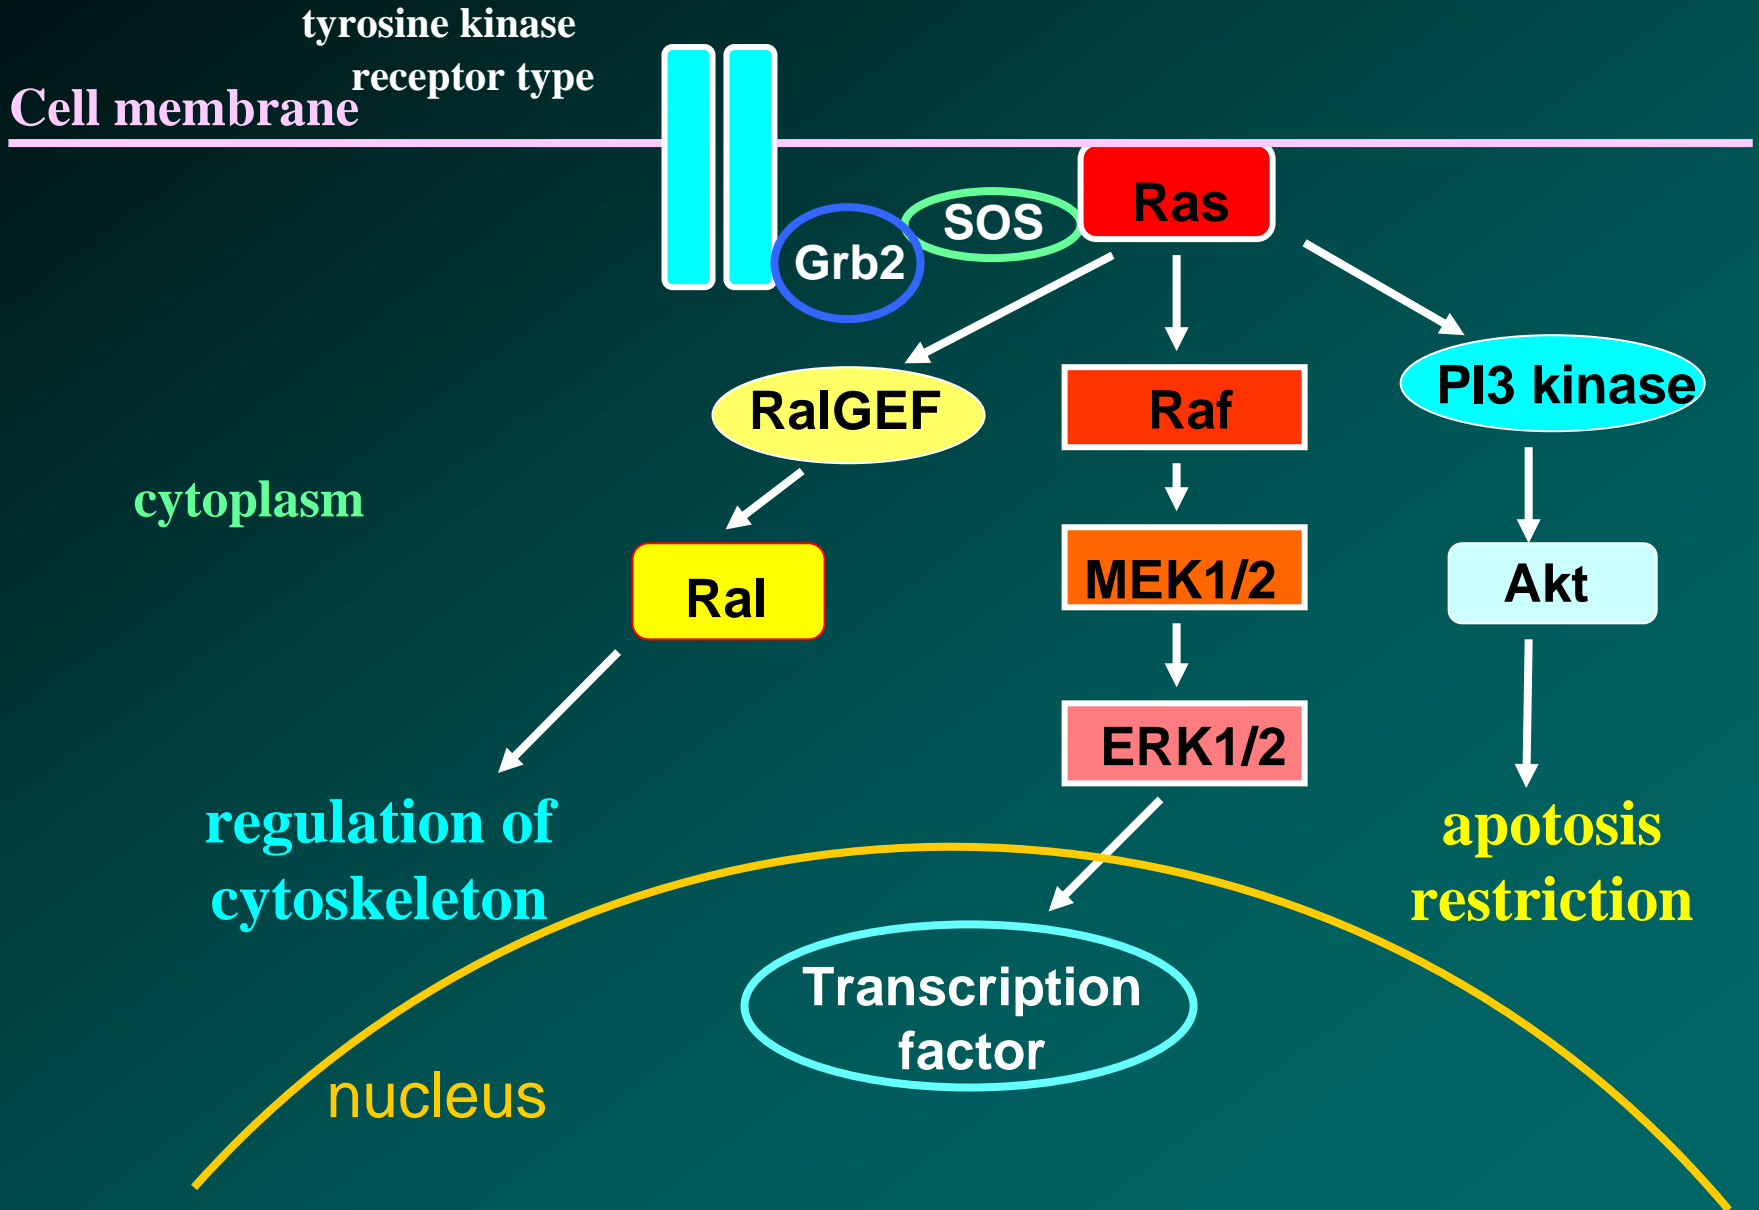 tyrosine kinase
receptor type
Cell membrane
Ras
SOS
Grb2
RalGEF
Raf
PI3 kinase
cytoplasm
Ral
MEK1/2
Akt
ERK1/2
regulation of
cytoskeleton
apotosis
restriction
Transcription
factor
nucleus